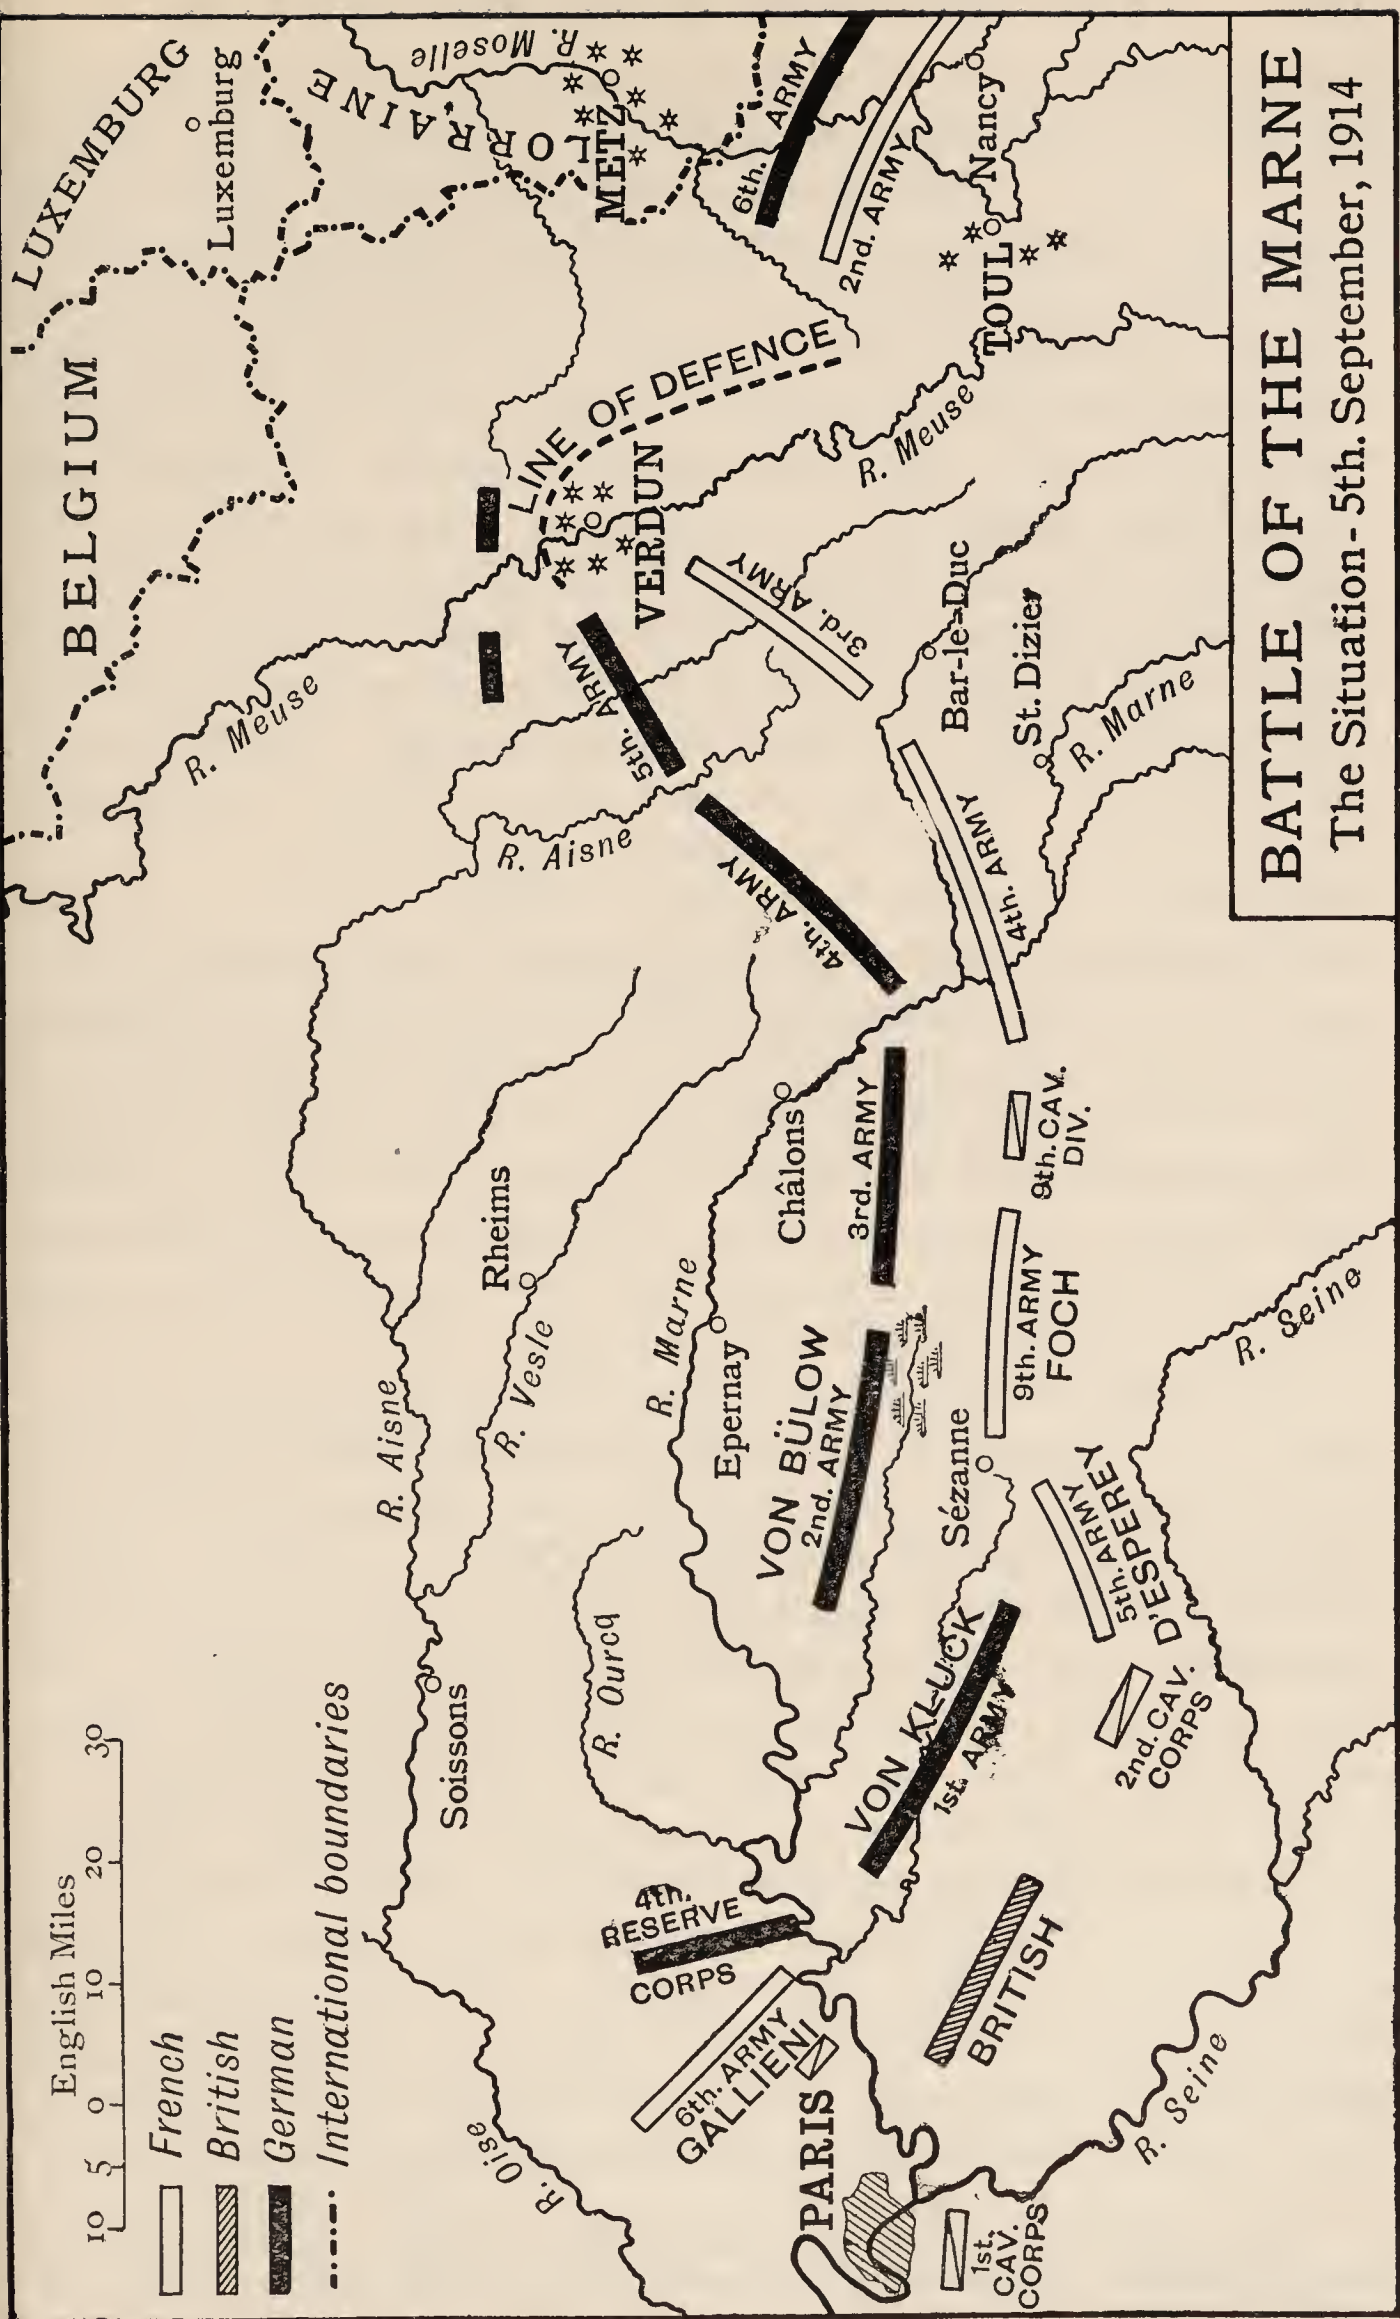 English Miles
10 5 0 10 20 30
French
British
German
International boundaries
LUXEMBURG
Luxemburg
BELGIUM
LORRAINE
R. Moselle
METZ
6th. ARMY
2nd. ARMY
Nancy
TOUL
LINE OF DEFENCE
VERDUN
R. Meuse
R. Meuse
5th. ARMY
3rd. ARMY
Bar-le-Duc
St. Dizier
R. Marne
R. Aisne
4th. ARMY
4th. ARMY
Rheims
Châlons
3rd. ARMY
9th. CAV.
DIV.
R. Aisne
R. Vesle
R. Marne
Epernay
VON BÜLOW
2nd. ARMY
9th. ARMY
FOCH
Sézanne
R. Seine
Soissons
R. Ourcq
VON KLUCK
1st. ARMY
5th. ARMY
D'ESPEREY
2nd. CAV.
CORPS
4th.
RESERVE
CORPS
6th. ARMY
GALLIENI
BRITISH
R. Oise
PARIS
1st.
CAV.
CORPS
R. Seine
BATTLE OF THE MARNE
The Situation - 5th. September, 1914